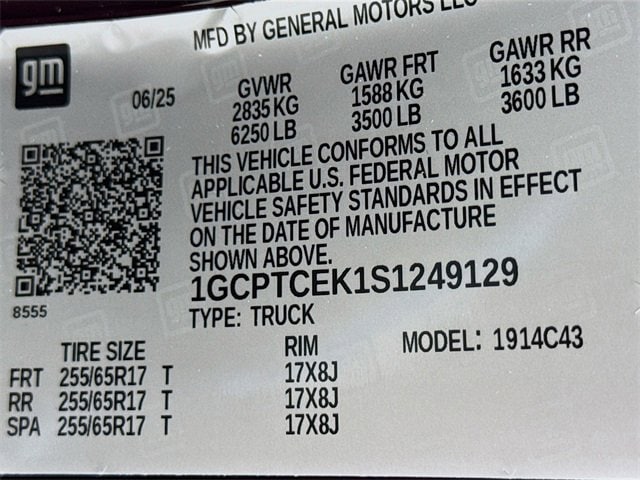 MFD BY GENERAL MOTORS LLC
gm
06/25
GVWR
2835 KG
6250 LB
GAWR FRT
1588 KG
3500 LB
GAWR RR
1633 KG
3600 LB
THIS VEHICLE CONFORMS TO ALL
APPLICABLE U.S. FEDERAL MOTOR
VEHICLE SAFETY STANDARDS IN EFFECT
ON THE DATE OF MANUFACTURE
SHOWN ABOVE.
1GCPTCEK1S1249129
8555
TYPE: TRUCK
MODEL: 1914C43
TIRE SIZE RIM
FRT 255/65R17 T 17X8J
RR 255/65R17 T 17X8J
SPA 255/65R17 T 17X8J